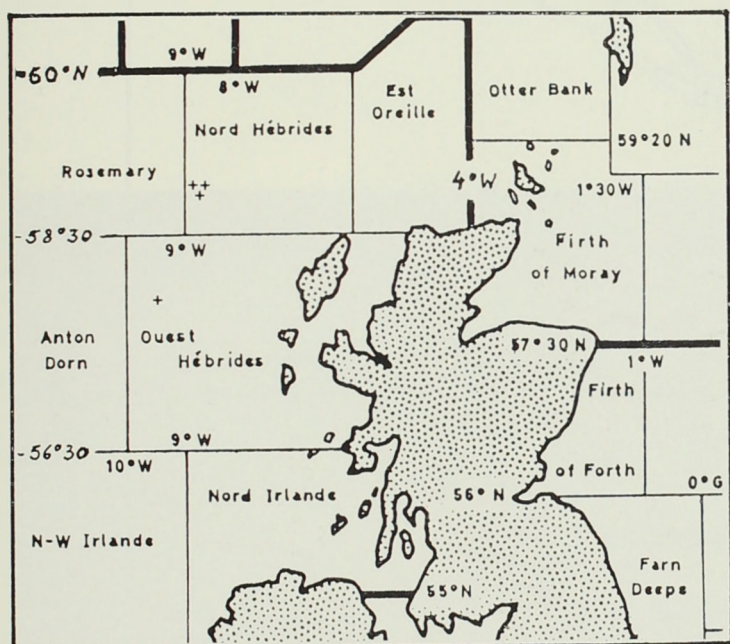 9° W
-60°N
8° W
Est
Oreille
Otter Bank
Nord Hébrides
59°20 N
Rosemary
4°W
1°30W
-58°30
9° W
Firth
of Moray
Anton
Dorn
Ouest
Hébrides
57°30 N
1° W
Firth
-56°30
9° W
10°W
of Forth
0°G
Nord Irlande
56° N
N-W Irlande
Farn
Deeps
55°N